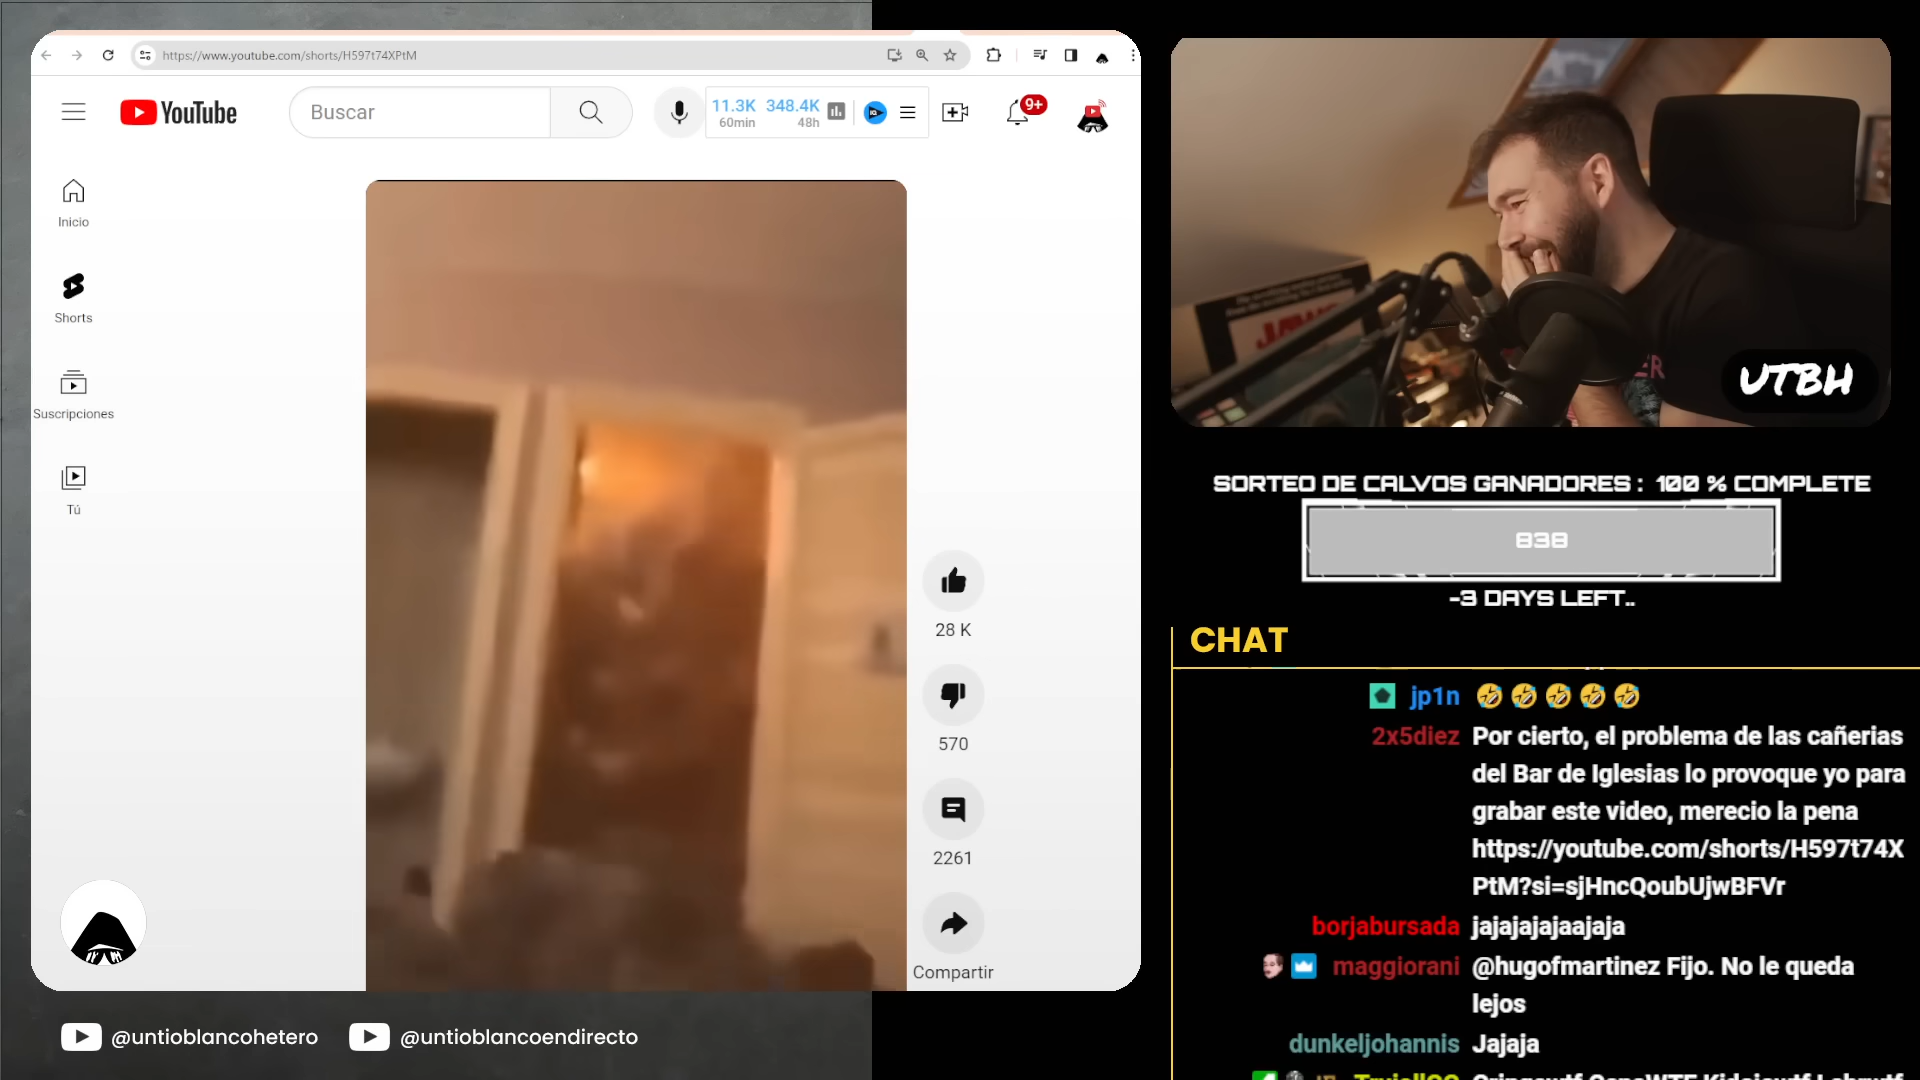 https://www.youtube.com/shorts/H597t74XPtM
YouTube
Buscar
11.3K 348.4K
60min 48h
9+
Inicio
Shorts
Suscripciones
Tú
28 K
570
2261
Compartir
@untioblancohetero @untioblancoendirecto
JAWS
ER
UTBH
SORTEO DE CALVOS GANADORES : 100 % COMPLETE
838
-3 DAYS LEFT..
CHAT
jp1n 🤣🤣🤣🤣🤣
2x5diez Por cierto, el problema de las cañerias
del Bar de Iglesias lo provoque yo para
grabar este video, merecio la pena
https://youtube.com/shorts/H597t74X
PtM?si=sjHncQoubUjwBFVr
borjabursada jajajajajaajaja
maggiorani @hugofmartinez Fijo. No le queda
lejos
dunkeljohannis Jajaja